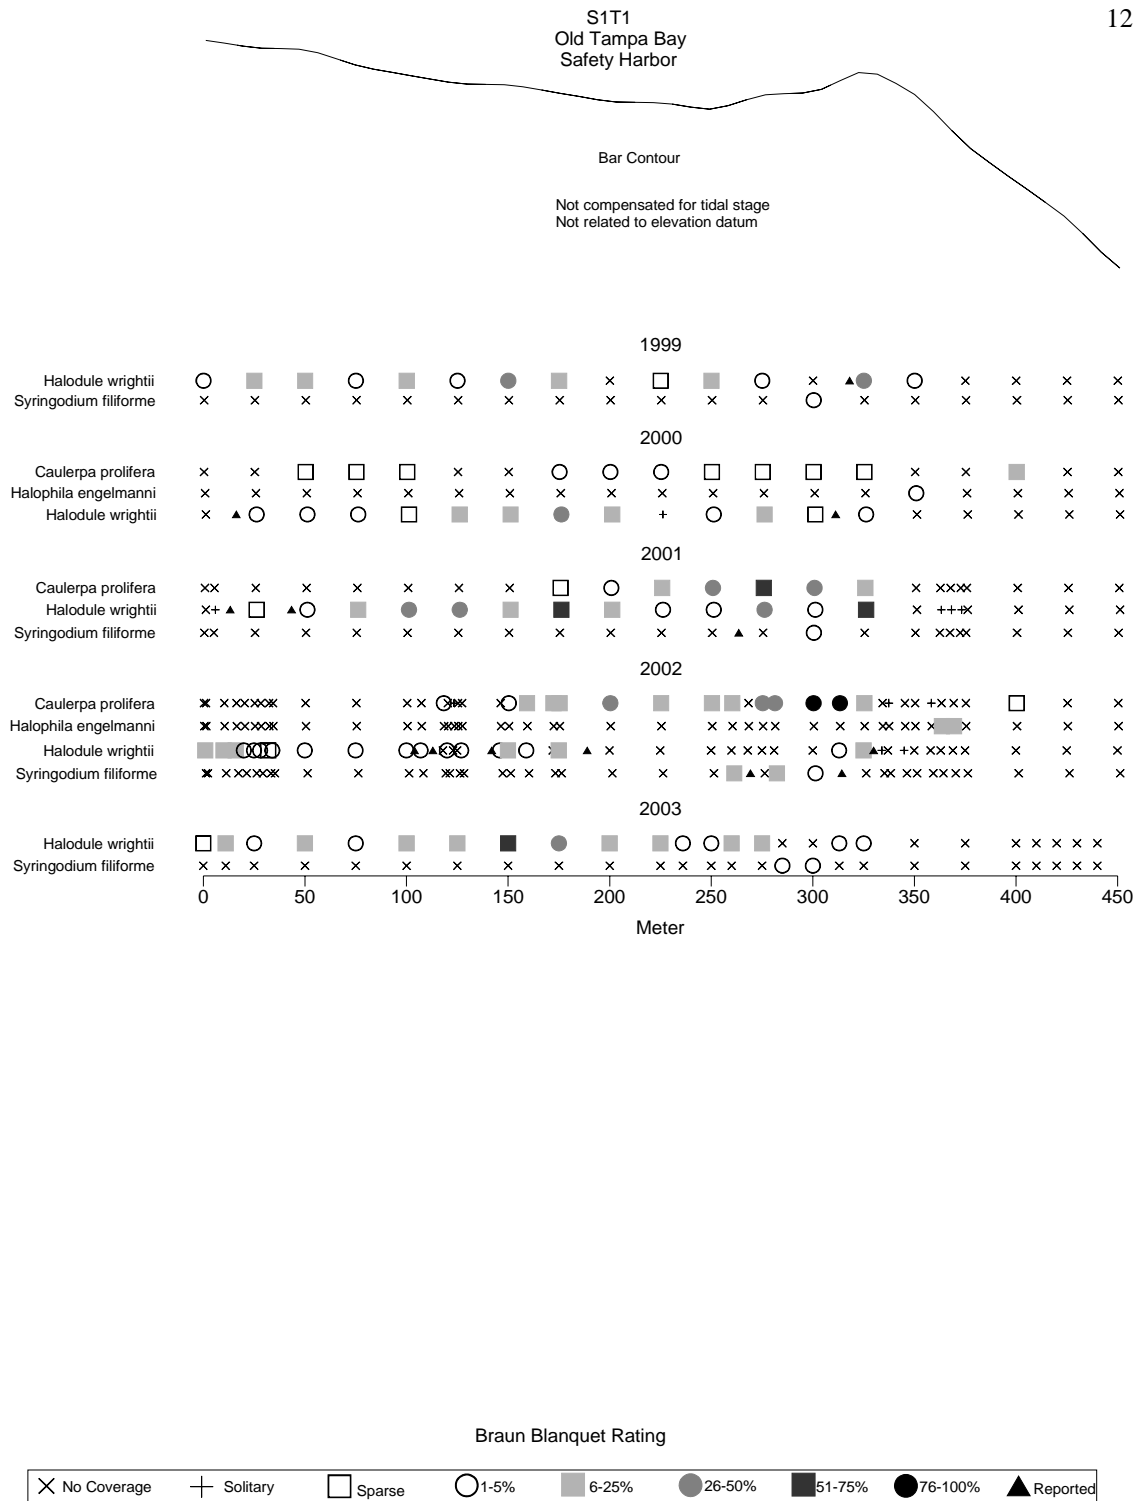 12
S1T1
Old Tampa Bay
Safety Harbor
Bar Contour
Not compensated for tidal stage
Not related to elevation datum
1999
Halodule wrightii
Syringodium filiforme
2000
Caulerpa prolifera
Halophila engelmanni
Halodule wrightii
2001
Caulerpa prolifera
Halodule wrightii
Syringodium filiforme
2002
Caulerpa prolifera
Halophila engelmanni
Halodule wrightii
Syringodium filiforme
2003
Halodule wrightii
Syringodium filiforme
0 50 100 150 200 250 300 350 400 450
Meter
Braun Blanquet Rating
No Coverage Solitary Sparse 1-5% 6-25% 26-50% 51-75% 76-100% Reported